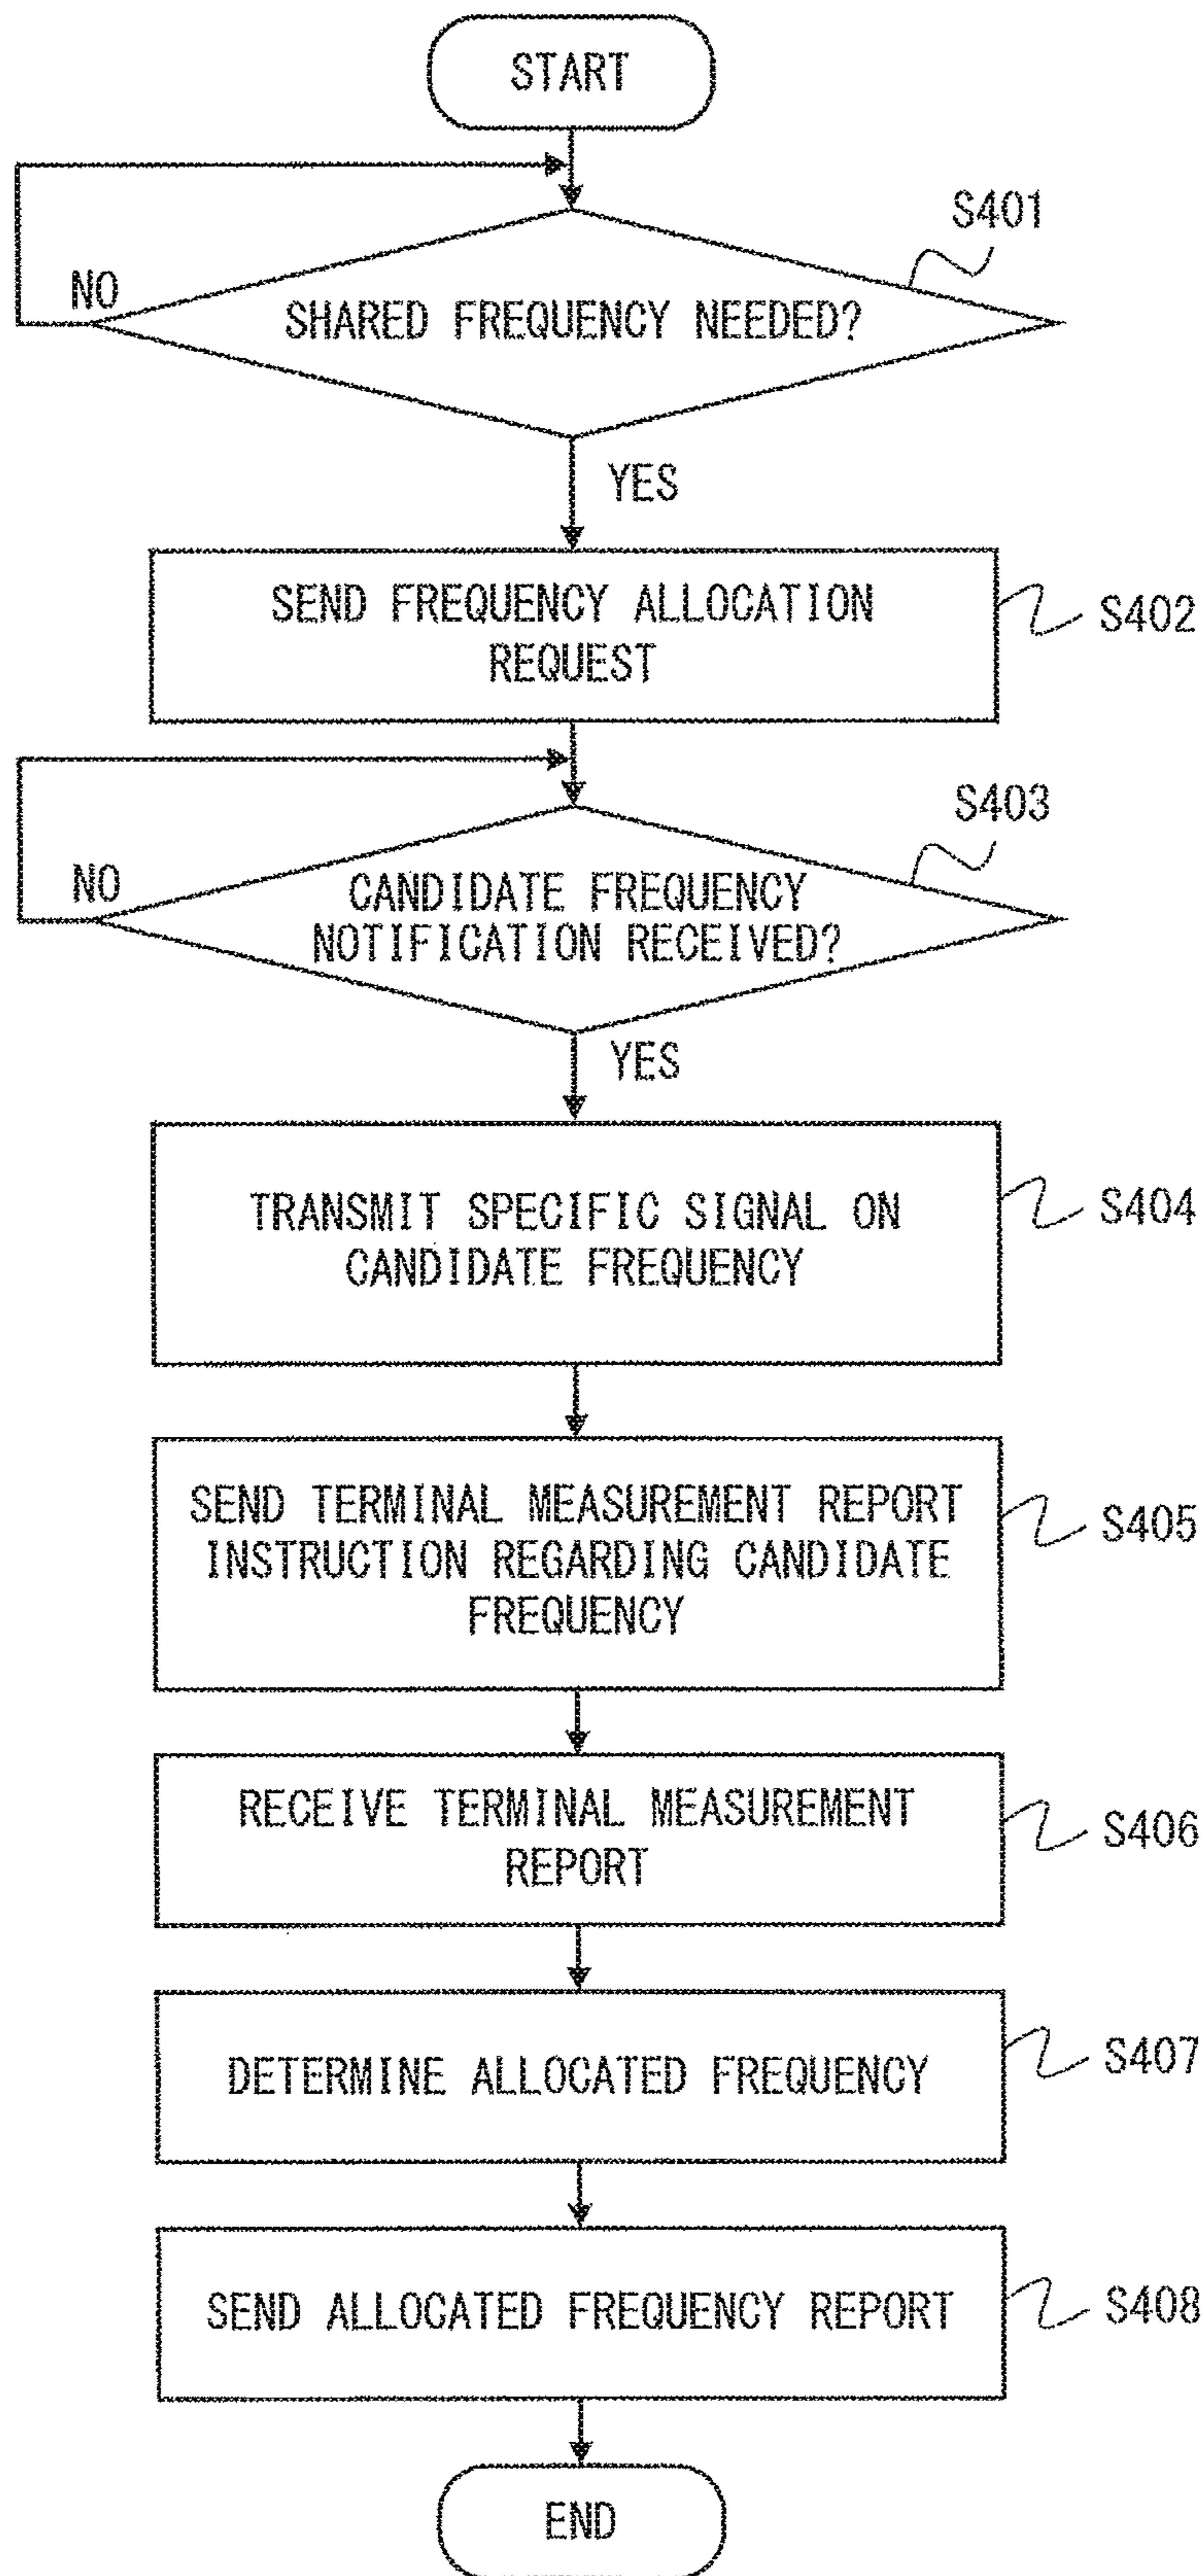 START
S401
NO
SHARED FREQUENCY NEEDED?
YES
SEND FREQUENCY ALLOCATION
REQUEST
S402
S403
NO
CANDIDATE FREQUENCY
NOTIFICATION RECEIVED?
YES
TRANSMIT SPECIFIC SIGNAL ON
CANDIDATE FREQUENCY
S404
SEND TERMINAL MEASUREMENT REPORT
INSTRUCTION REGARDING CANDIDATE
FREQUENCY
S405
RECEIVE TERMINAL MEASUREMENT
REPORT
S406
DETERMINE ALLOCATED FREQUENCY
S407
SEND ALLOCATED FREQUENCY REPORT
S408
END